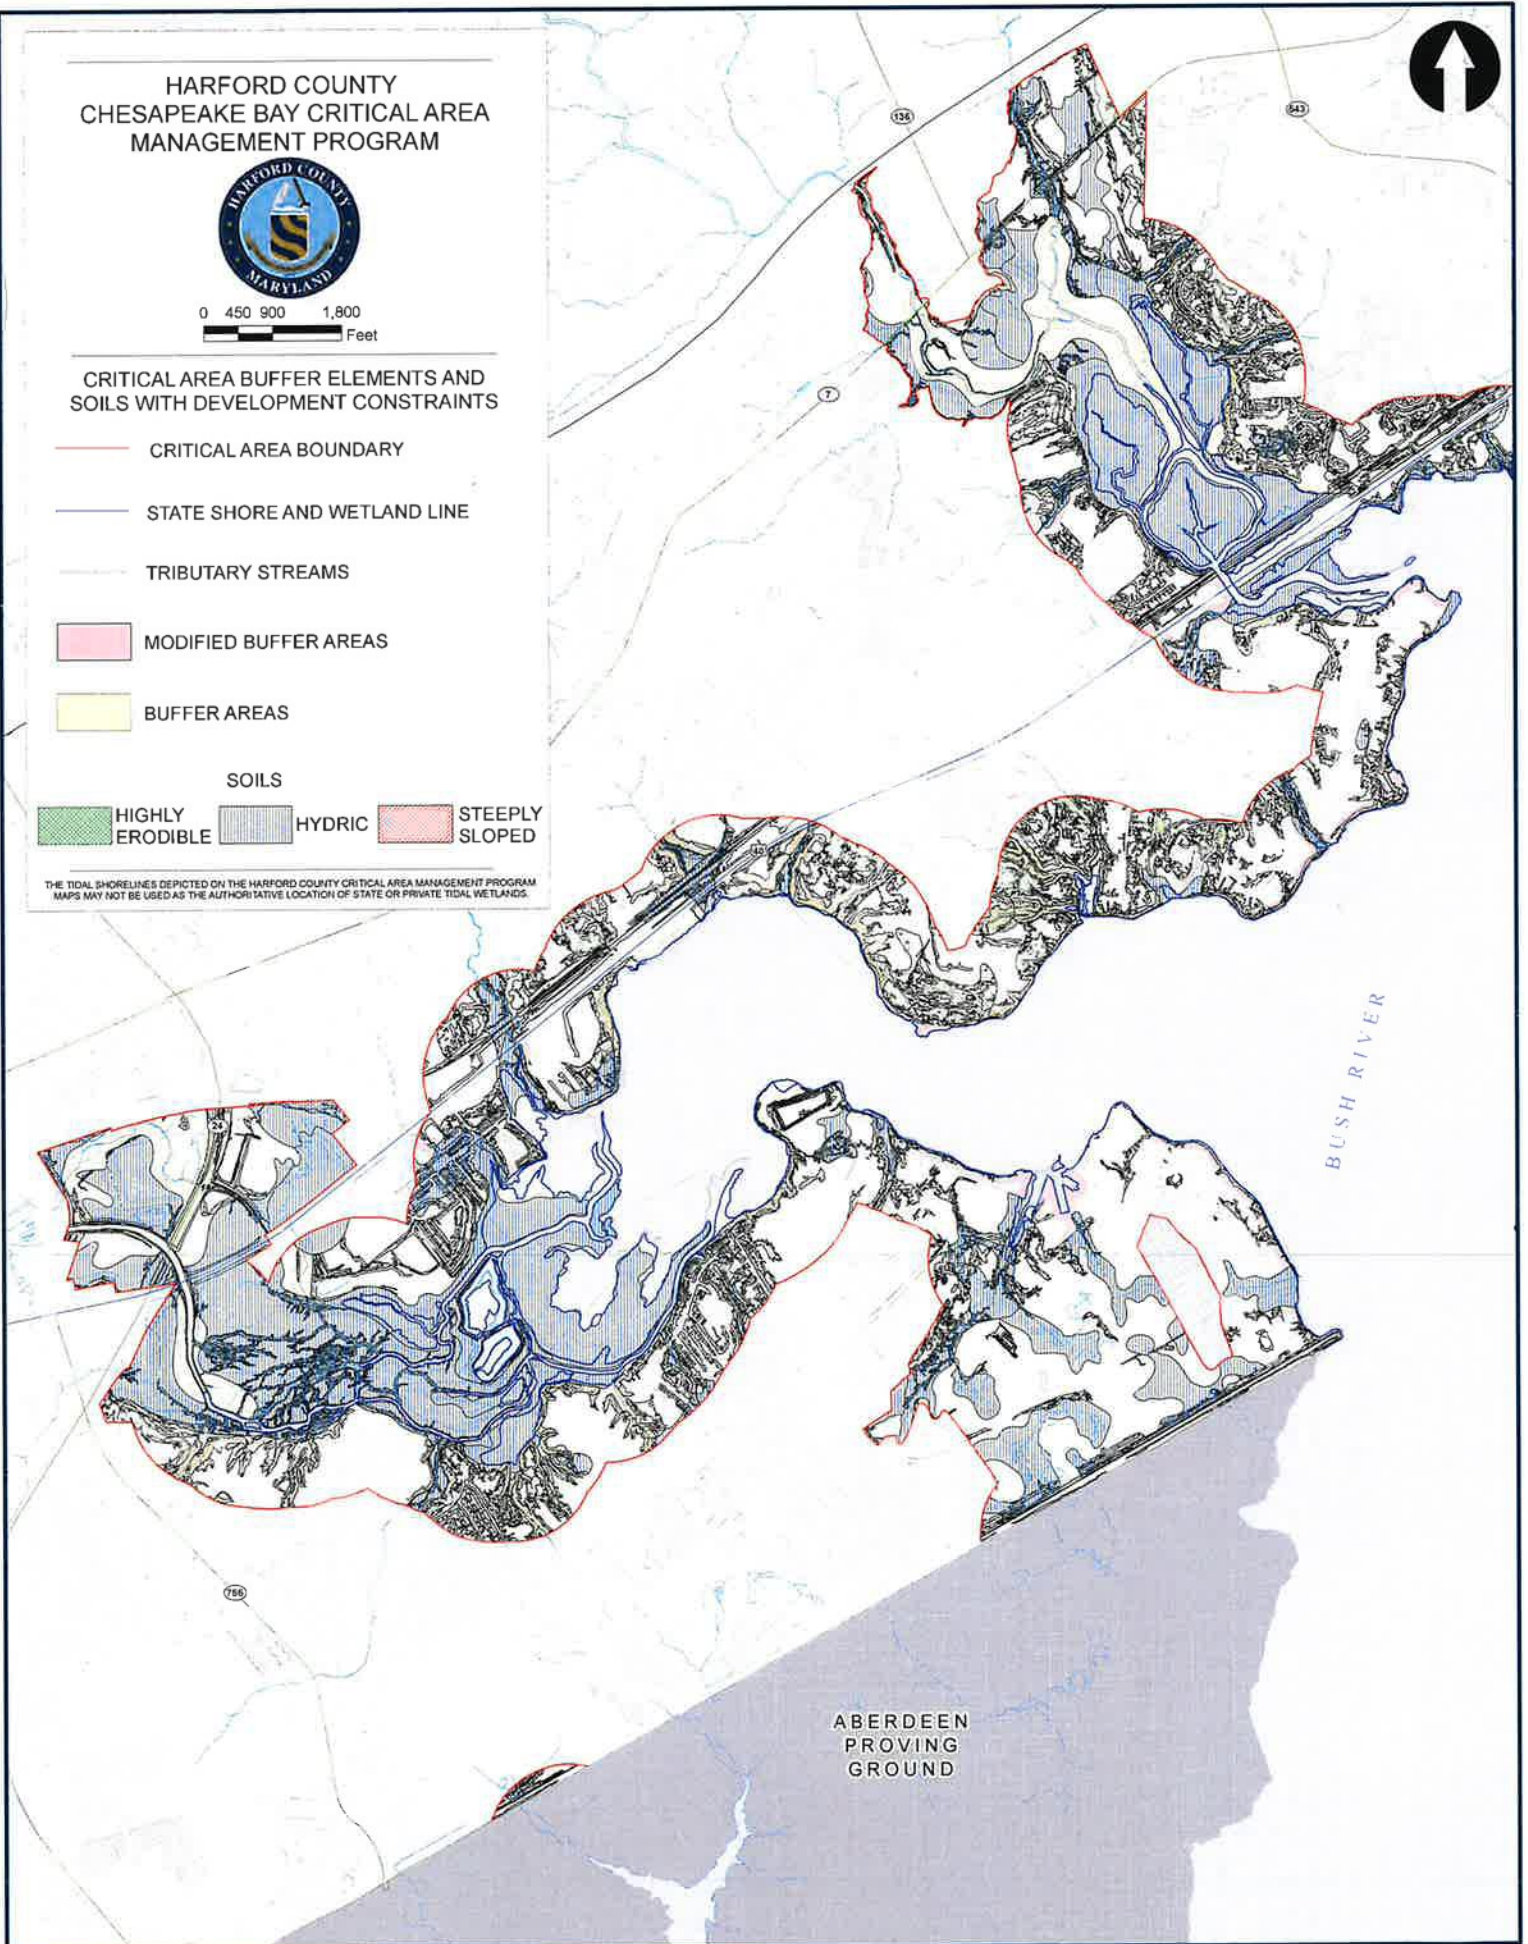 HARFORD COUNTY
CHESAPEAKE BAY CRITICAL AREA
MANAGEMENT PROGRAM
HARFORD COUNTY
MARYLAND
0 450 900 1,800
Feet
CRITICAL AREA BUFFER ELEMENTS AND
SOILS WITH DEVELOPMENT CONSTRAINTS
CRITICAL AREA BOUNDARY
STATE SHORE AND WETLAND LINE
TRIBUTARY STREAMS
MODIFIED BUFFER AREAS
BUFFER AREAS
SOILS
HIGHLY
ERODIBLE
HYDRIC
STEEPLY
SLOPED
THE TIDAL SHORELINES DEPICTED ON THE HARFORD COUNTY CRITICAL AREA MANAGEMENT PROGRAM
MAPS MAY NOT BE USED AS THE AUTHORITATIVE LOCATION OF STATE OR PRIVATE TIDAL WETLANDS.
136
543
7
40
24
755
BUSH RIVER
ABERDEEN
PROVING
GROUND